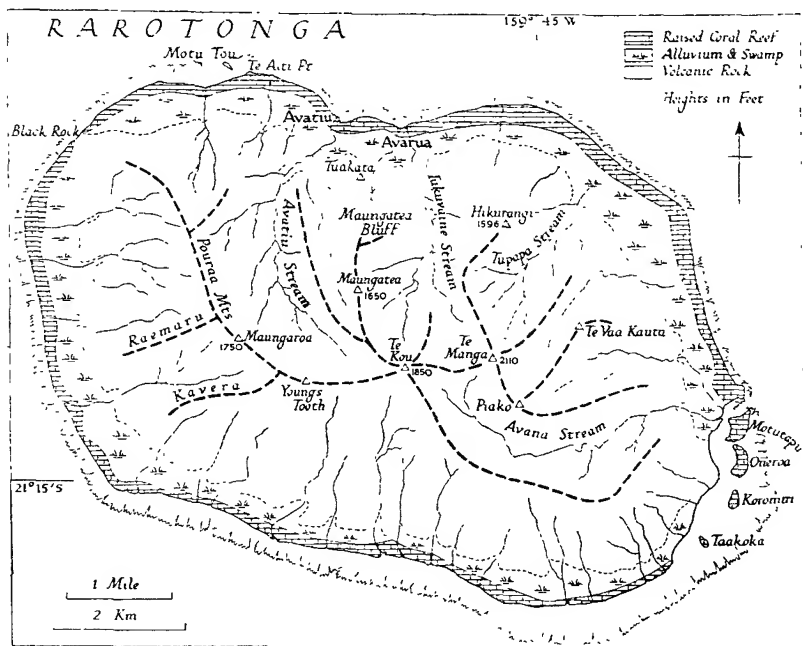 RAROTONGA
159° 45 W
Raised Coral Reef
Alluvium & Swamp
Volcanic Rock
Heights in Feet
Motu Tou
Te Aiti Pt
Black Rock
Avatiu
Avarua
Tuakata
Avatiu Stream
Maungatea Bluff
Tukuvaine Stream
Hikurangi
1596
Tupapa Stream
Pouraa Mts
Maungatea
1650
Raemaru
1750
Maungaroa
Te Kou
1850
Te Manga
2110
Te Vaa Kauta
Kavera
Youngs Tooth
Piako
Avana Stream
Motutapu
Oneroa
21° 15'S
Taakoka
1 Mile
2 Km